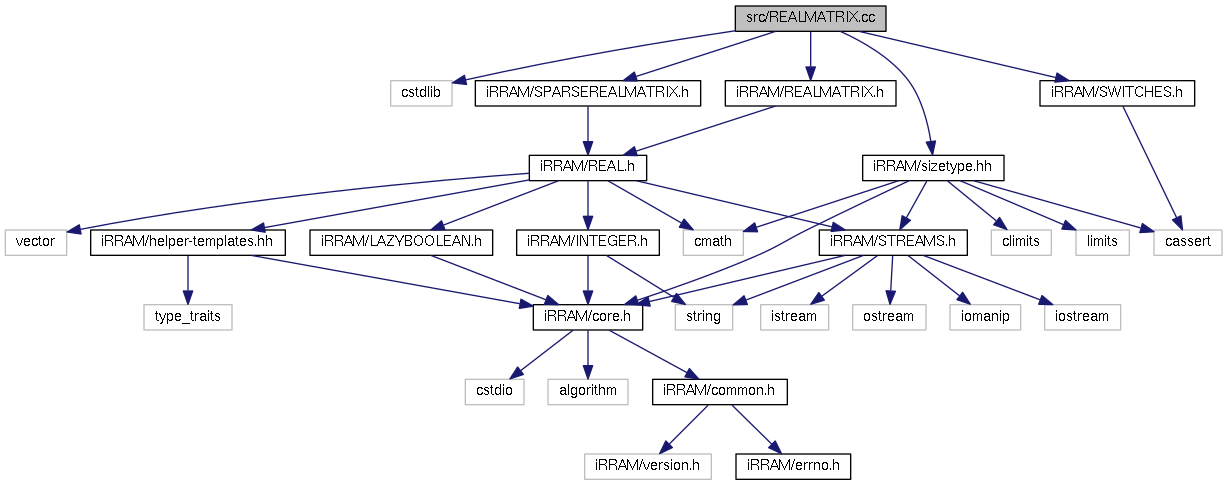 src/REALMATRIX.cc
cstdlib
iRRAM/SPARSEREALMATRIX.h
iRRAM/REALMATRIX.h
iRRAM/SWITCHES.h
iRRAM/REAL.h
iRRAM/sizetype.hh
vector
iRRAM/helper-templates.hh
iRRAM/LAZYBOOLEAN.h
iRRAM/INTEGER.h
cmath
iRRAM/STREAMS.h
climits
limits
cassert
type_traits
iRRAM/core.h
string
istream
ostream
iomanip
iostream
cstdio
algorithm
iRRAM/common.h
iRRAM/version.h
iRRAM/errno.h